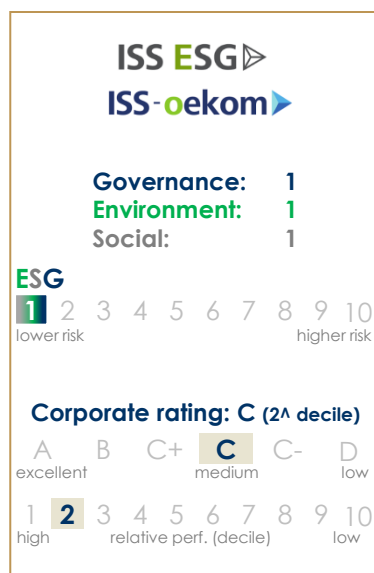 ISS ESG
ISS-oekom
Governance: 1
Environment: 1
Social: 1
ESG
1 2 3 4 5 6 7 8 9 10
lower risk higher risk
Corporate rating: C (2^ decile)
A B C+ C C- D
excellent medium low
1 2 3 4 5 6 7 8 9 10
high relative perf. (decile) low